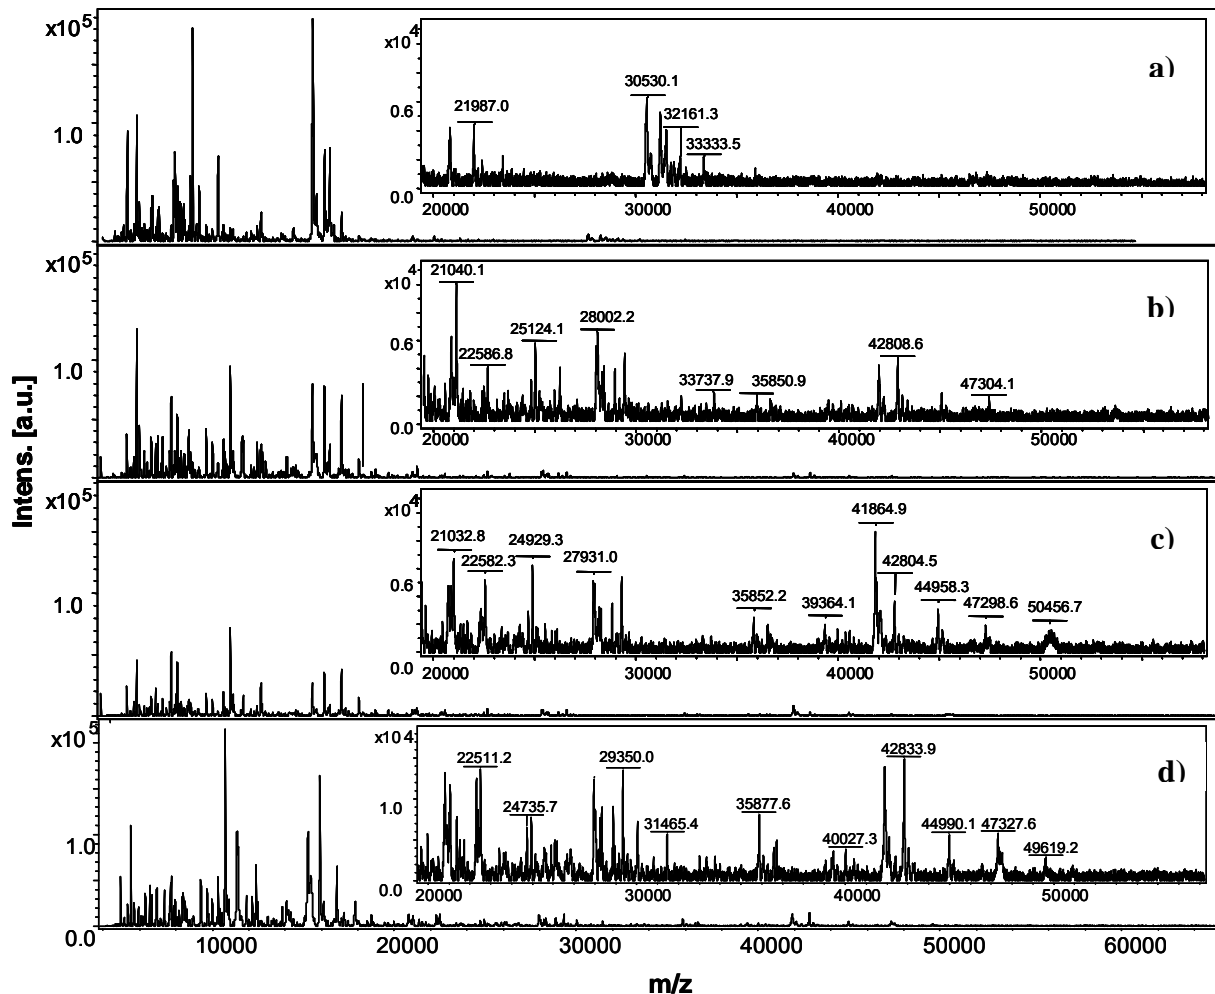 x10 5
1.0
x10 4
0.6
0.0
21987.0
30530.1
32161.3
33333.5
a)
20000 30000 40000 50000
x10 5
1.0
x10 4
0.6
0.0
21040.1
22586.8
25124.1
28002.2
33737.9
35850.9
42808.6
47304.1
b)
20000 30000 40000 50000
x10 5
1.0
x10 4
0.6
0.0
21032.8
22582.3
24929.3
27931.0
35852.2
39364.1
41864.9
42804.5
44958.3
47298.6
50456.7
c)
20000 30000 40000 50000
x10 5
1.0
0.0
x10 4
1.0
0.0
22511.2
24735.7
29350.0
31465.4
35877.6
40027.3
42833.9
44990.1
47327.6
49619.2
d)
20000 30000 40000 50000
10000 20000 30000 40000 50000 60000
Intens. [a.u.]
m/z